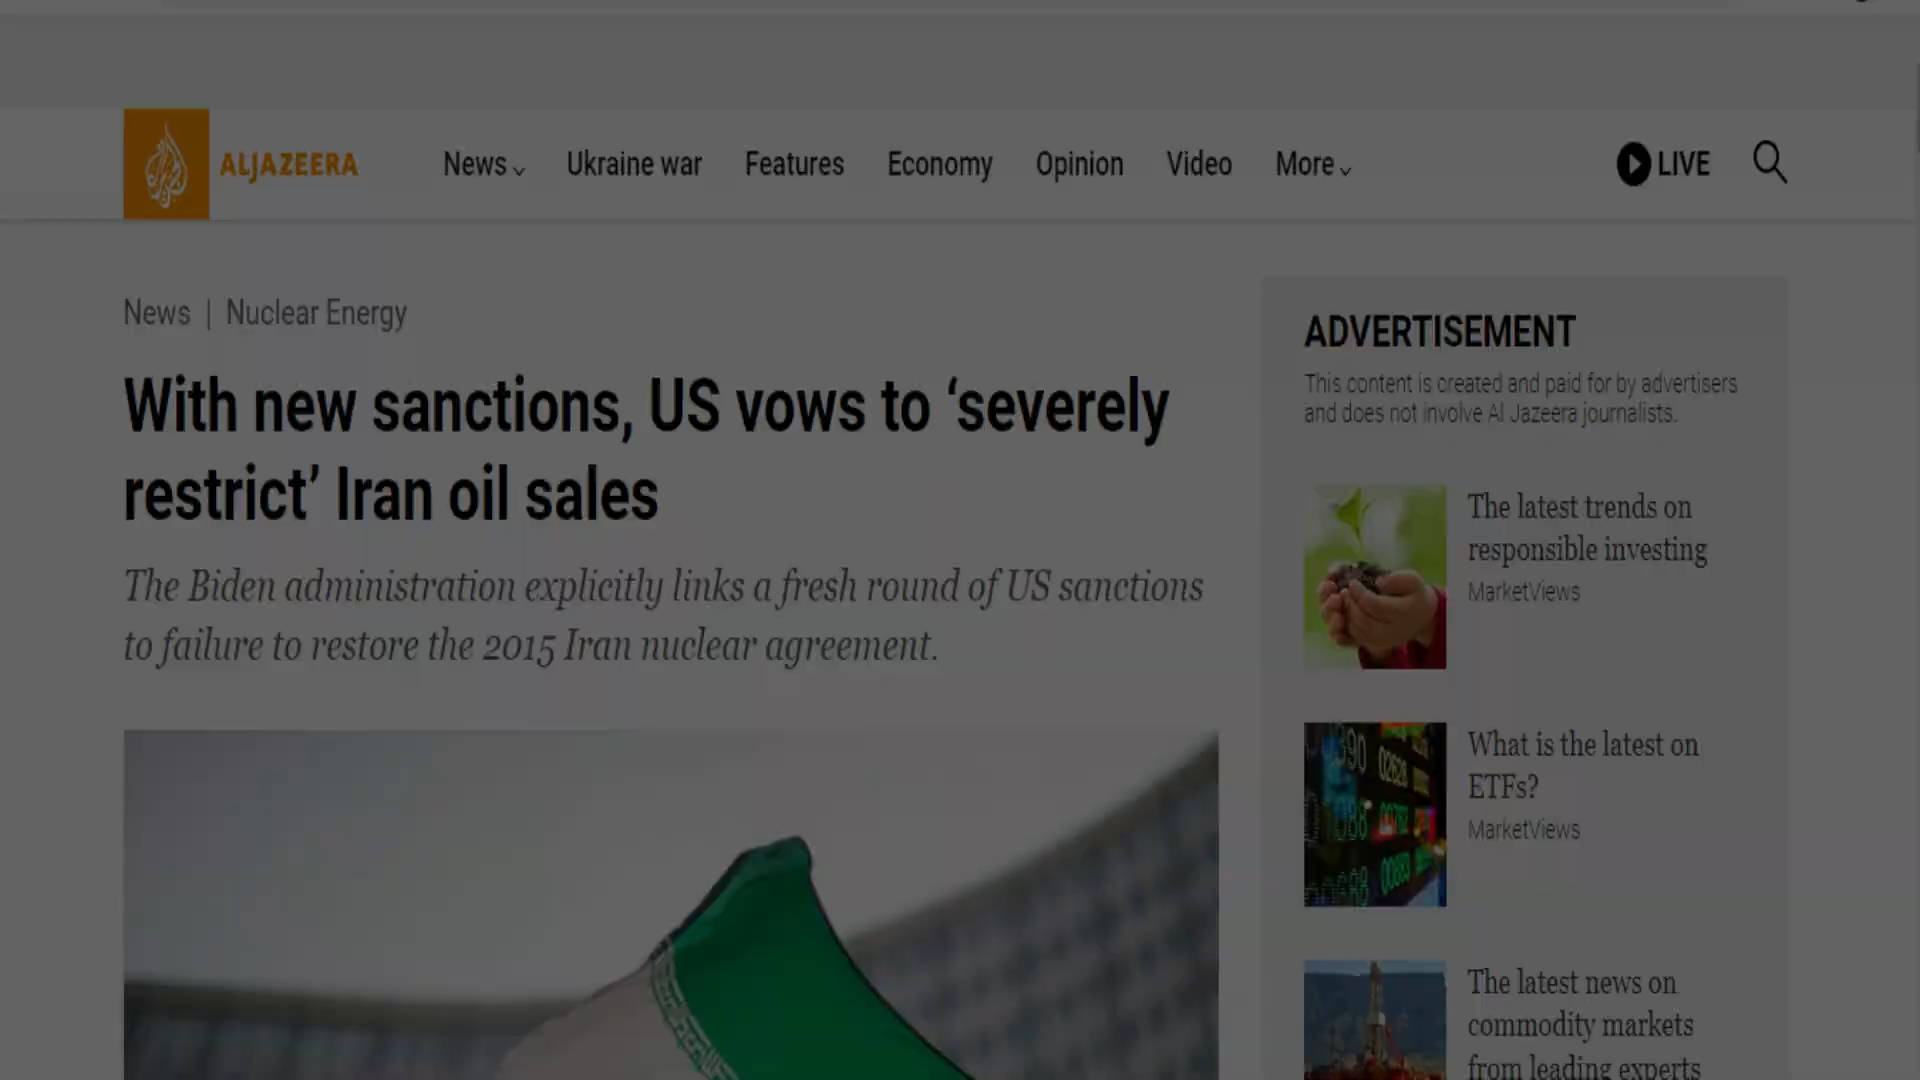 ALJAZEERA
News
Ukraine war
Features
Economy
Opinion
Video
More
LIVE
News | Nuclear Energy
With new sanctions, US vows to ‘severely
restrict’ Iran oil sales
The Biden administration explicitly links a fresh round of US sanctions
to failure to restore the 2015 Iran nuclear agreement.
ADVERTISEMENT
This content is created and paid for by advertisers
and does not involve Al Jazeera journalists.
The latest trends on
responsible investing
MarketViews
What is the latest on
ETFs?
MarketViews
The latest news on
commodity markets
from leading experts